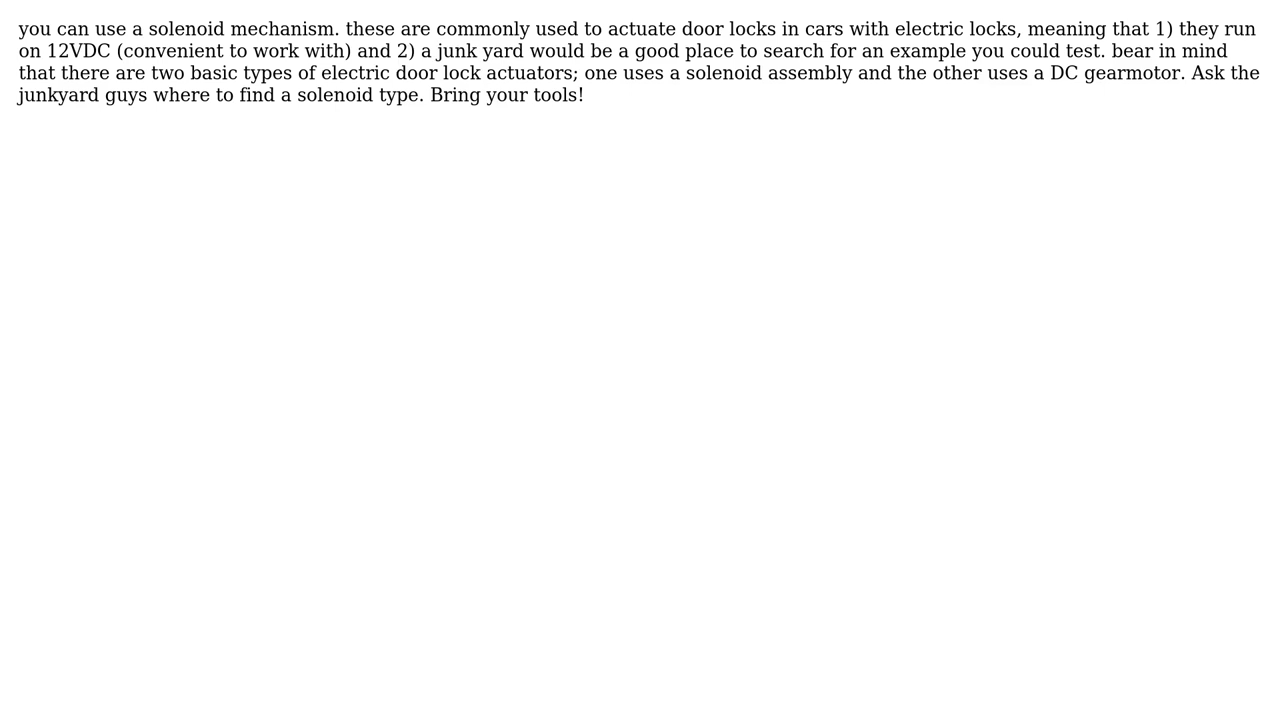 you can use a solenoid mechanism. these are commonly used to actuate door locks in cars with electric locks, meaning that 1) they run
on 12VDC (convenient to work with) and 2) a junk yard would be a good place to search for an example you could test. bear in mind
that there are two basic types of electric door lock actuators; one uses a solenoid assembly and the other uses a DC gearmotor. Ask the
junkyard guys where to find a solenoid type. Bring your tools!